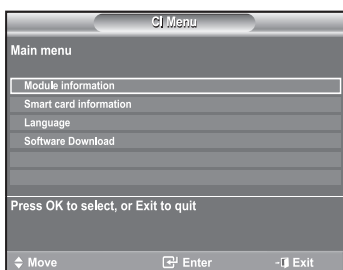 CI Menu
Main menu
Module information
Smart card information
Language
Software Download
Press OK to select, or Exit to quit
Move Enter Exit